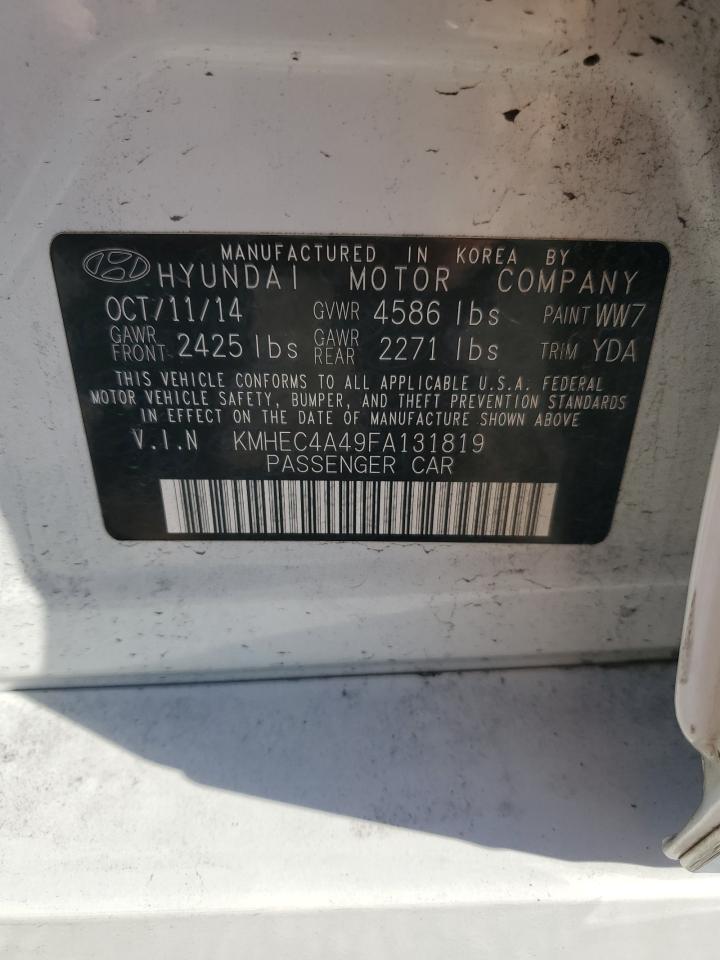 MANUFACTURED IN KOREA BY
HYUNDAI MOTOR COMPANY
OCT/11/14 GVWR 4586 lbs PAINT WW7
GAWR FRONT 2425 lbs GAWR REAR 2271 lbs TRIM YDA
THIS VEHICLE CONFORMS TO ALL APPLICABLE U.S.A. FEDERAL
MOTOR VEHICLE SAFETY, BUMPER, AND THEFT PREVENTION STANDARDS
IN EFFECT ON THE DATE OF MANUFACTURE SHOWN ABOVE
V.I.N KMHEC4A49FA131819
PASSENGER CAR